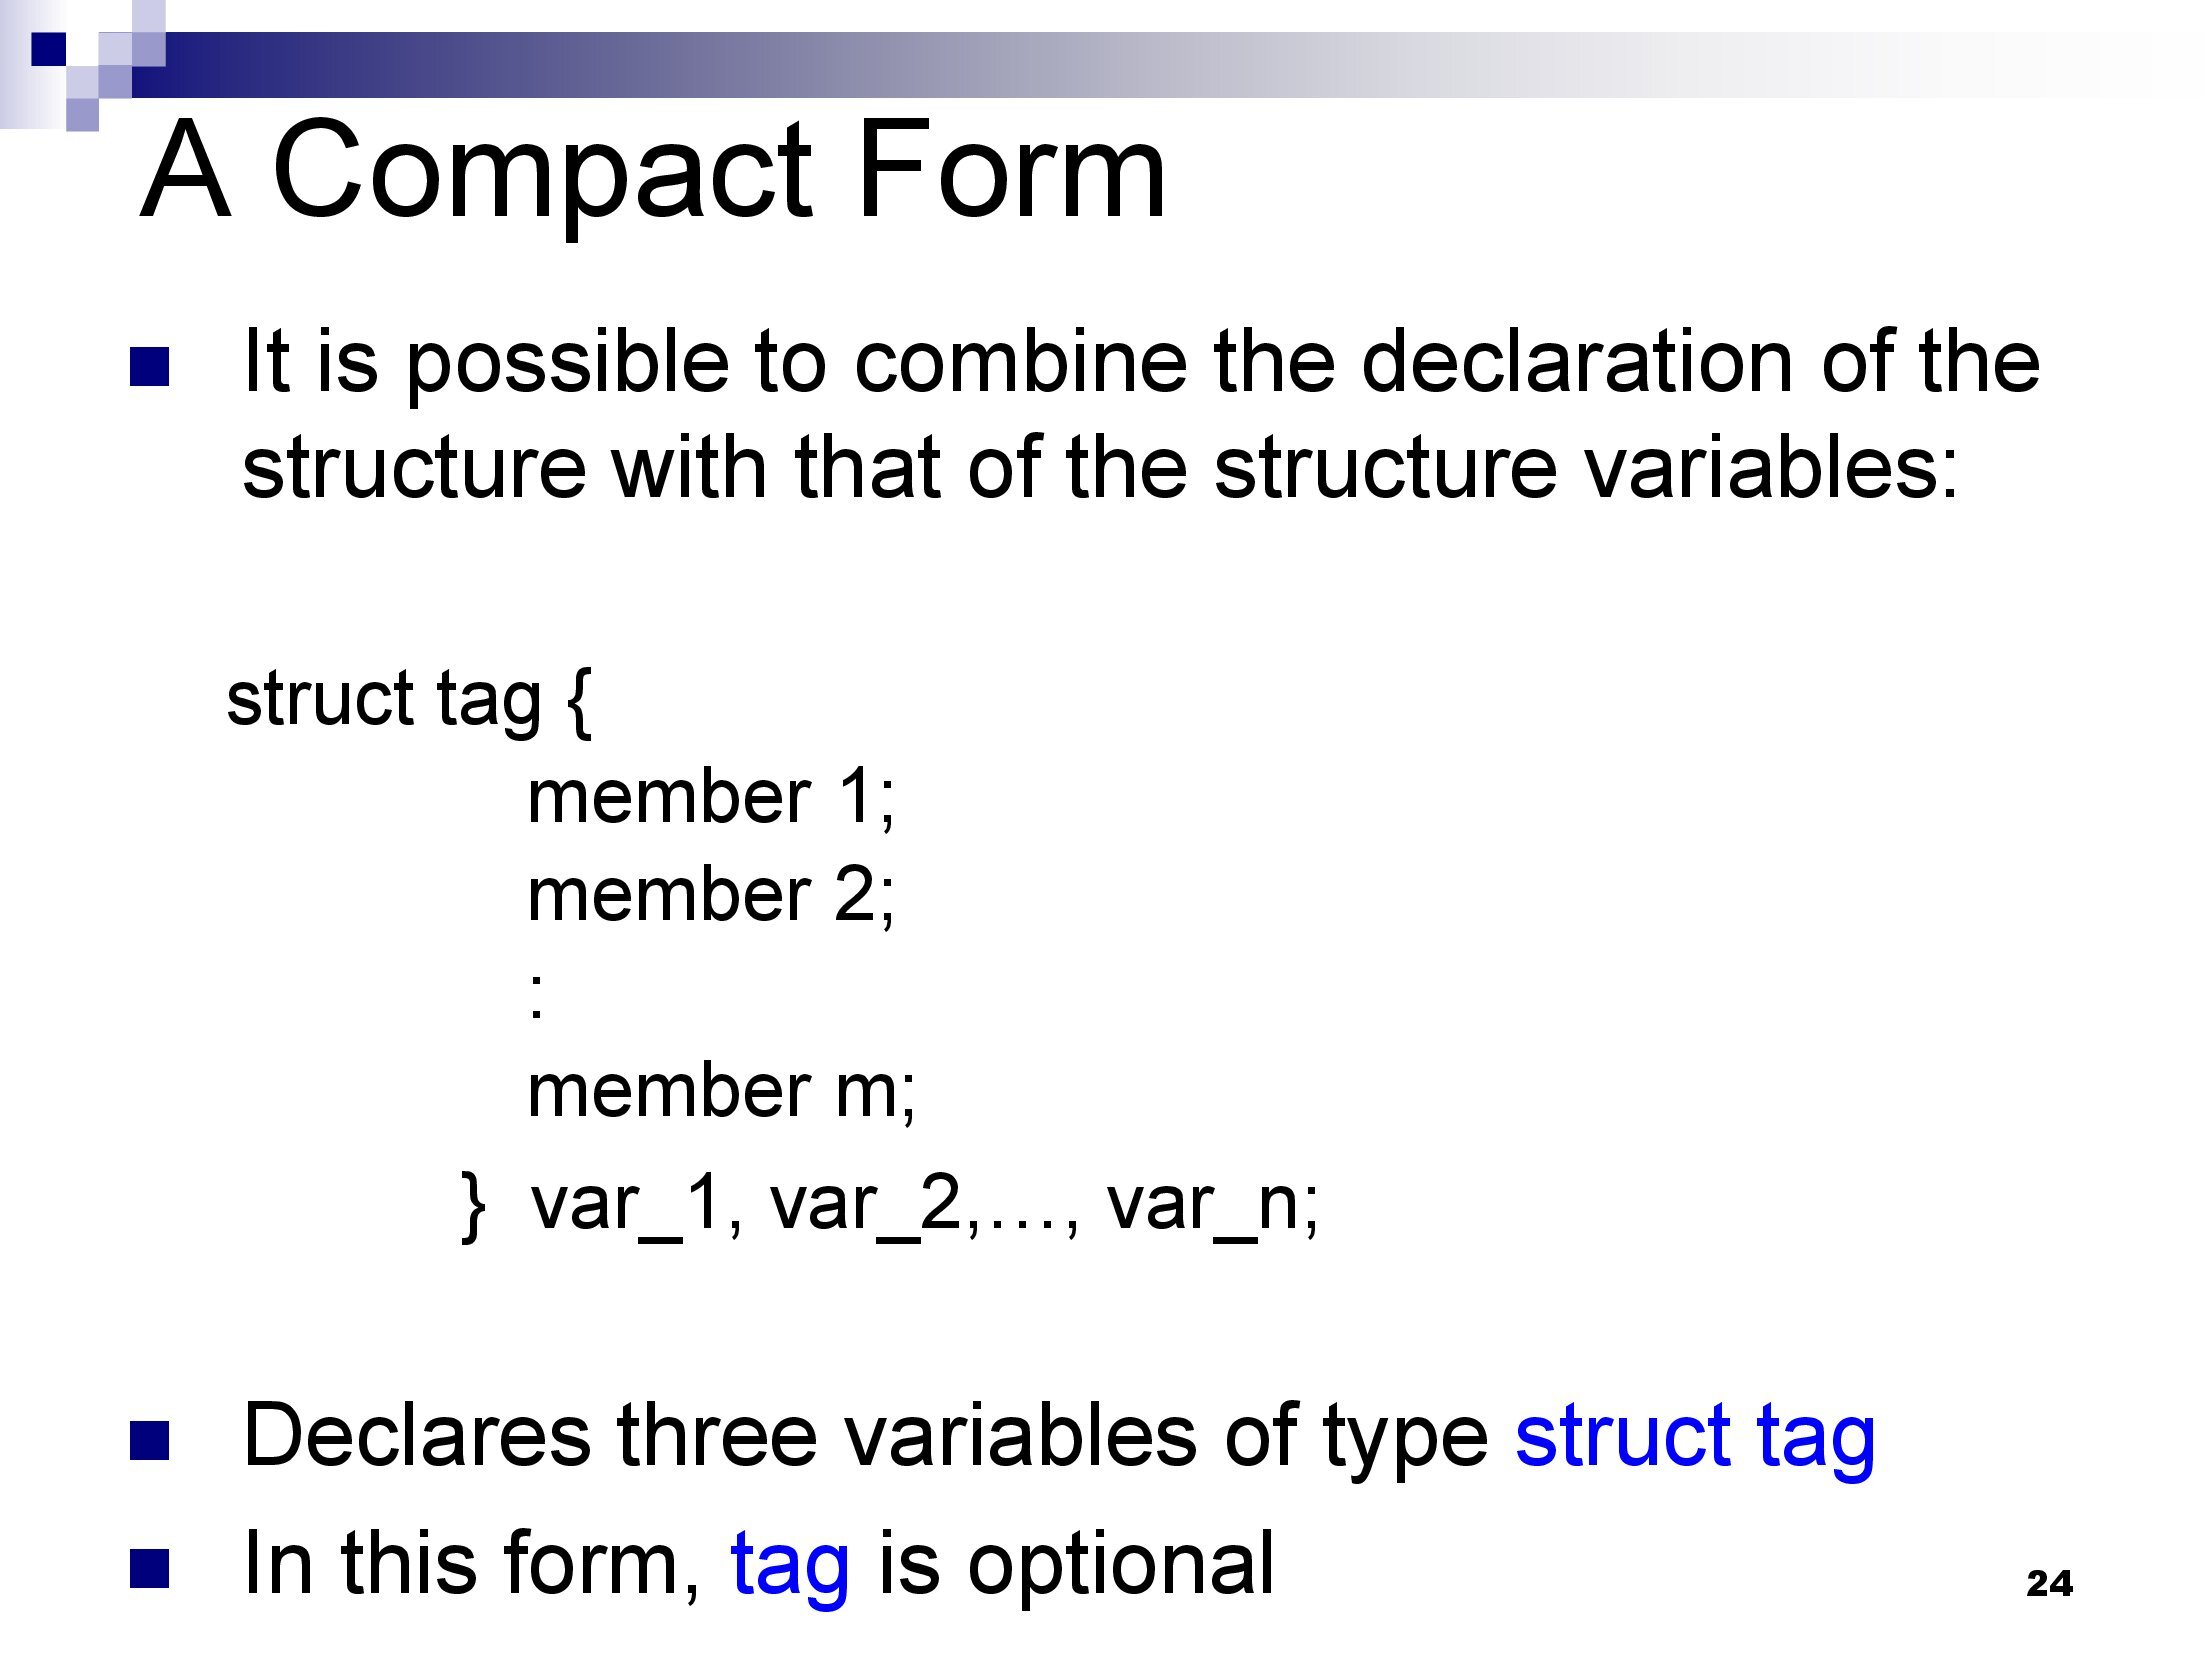 A Compact Form
It is possible to combine the declaration of the
structure with that of the structure variables:
struct tag {
member 1;
member 2;
:
member m;
} var_1, var_2,…, var_n;
Declares three variables of type struct tag
In this form, tag is optional
24